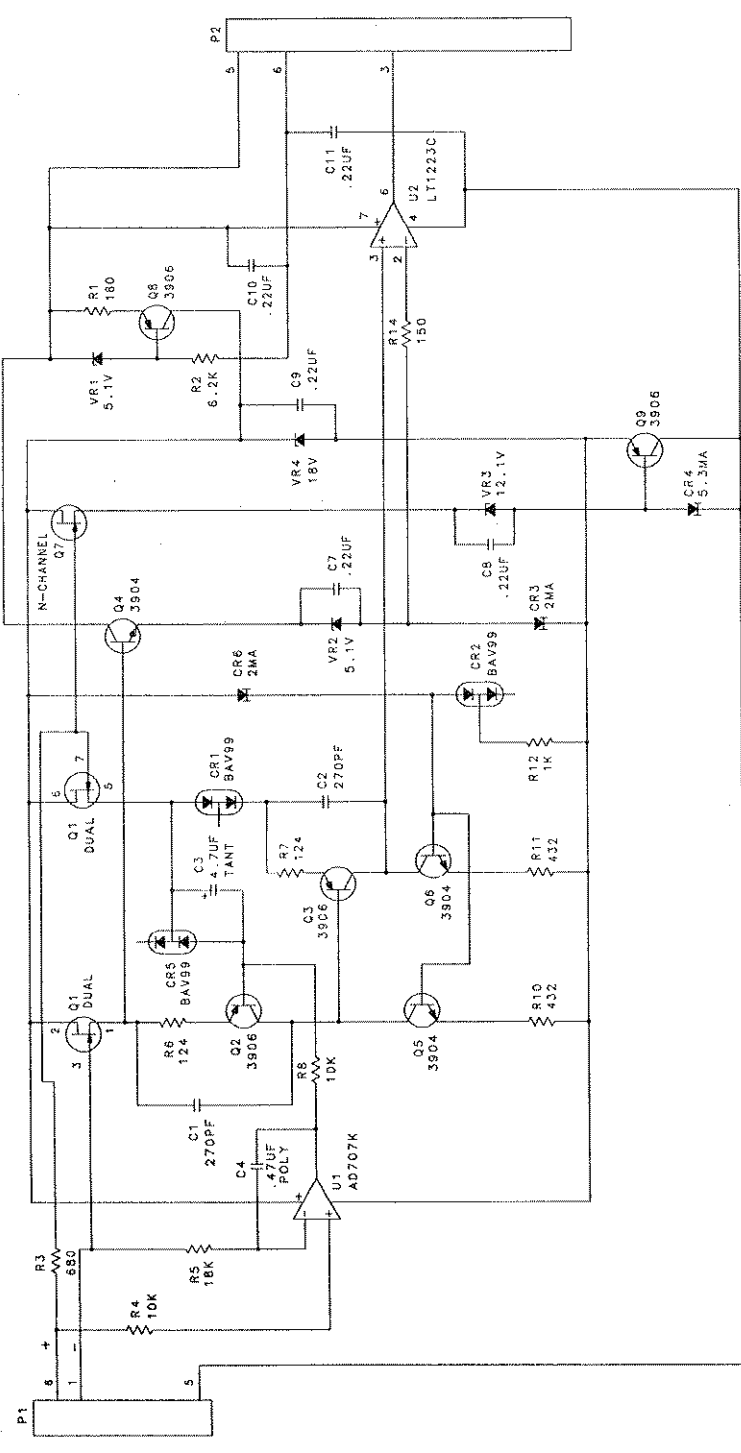 P1
6
+
1
-
5
R3
680
R4
10K
R5
18K
C4
.47UF
POLY
U1
AD707K
-
+
+
C1
270PF
R6
124
Q2
3906
R8
10K
3
2
1
Q1
DUAL
CR5
BAV99
C3
+
4.7UF
TANT
Q1
DUAL
6
5
7
CR1
BAV99
R7
124
C2
270PF
Q3
3906
Q5
3904
Q6
3904
R10
432
R11
432
R12
1K
CR2
BAV99
CR6
2MA
N-CHANNEL
Q7
Q4
3904
VR2
5.1V
C7
.22UF
CR3
2MA
C8
.22UF
VR3
12.1V
CR4
5.3MA
Q9
3906
VR4
18V
C9
.22UF
VR1
5.1V
R2
6.2K
R1
180
Q8
3906
C10
.22UF
R14
150
3
2
+
-
7
+
4
6
U2
LT1223C
C11
.22UF
5
6
3
P2